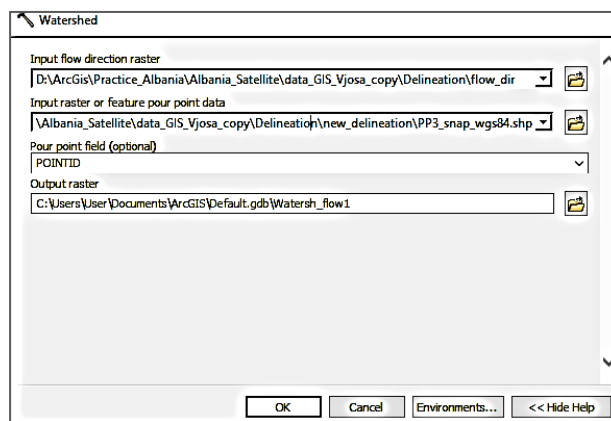 Watershed
Input flow direction raster
D:\ArcGis\Practice_Albania\Albania_Satellite\data_GIS_Vjosa_copy\Delineation\flow_dir
Input raster or feature pour point data
\Albania_Satellite\data_GIS_Vjosa_copy\Delineation\new_delineation\PP3_snap_wgs84.shp
Pour point field (optional)
POINTID
Output raster
C:\Users\User\Documents\ArcGIS\Default.gdb\Watersh_flow1
OK Cancel Environments... << Hide Help